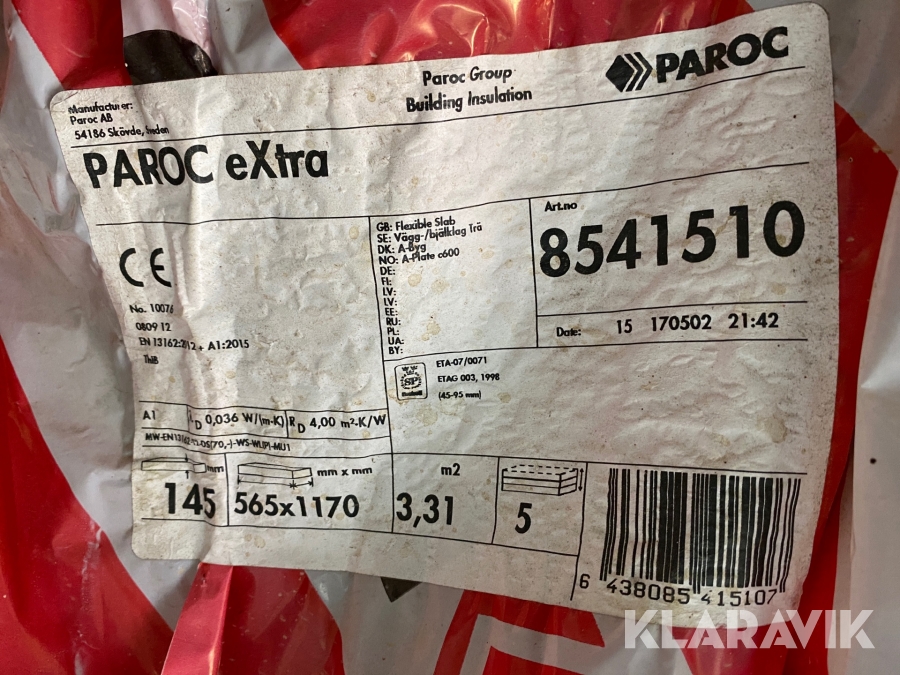 Manufacturer:
Paroc AB
54186 Skövde,
Paroc Group
Building Insulation
PAROC
PAROC eXtra
CE
No. 10076
0809 12
EN 13162:2012 + A1:2015
ThIB
GB: Flexible Slab
SE: Vägg-/bjälklag Trä
DK: A-Byg
NO: A-Plate c600
DE:
FI:
LV:
LV:
EE:
RU:
PL:
UA:
BY:
Art.no
8541510
Date: 15 170502 21:42
SP
ETA-07/0071
ETAG 003, 1998
(45-95 mm)
A1
D 0,036 W/(m·K)
RD 4,00 m²·K/W
mm
145
mm x mm
565x1170
m2
3,31
5
6 438085 415107
KLARAVIK